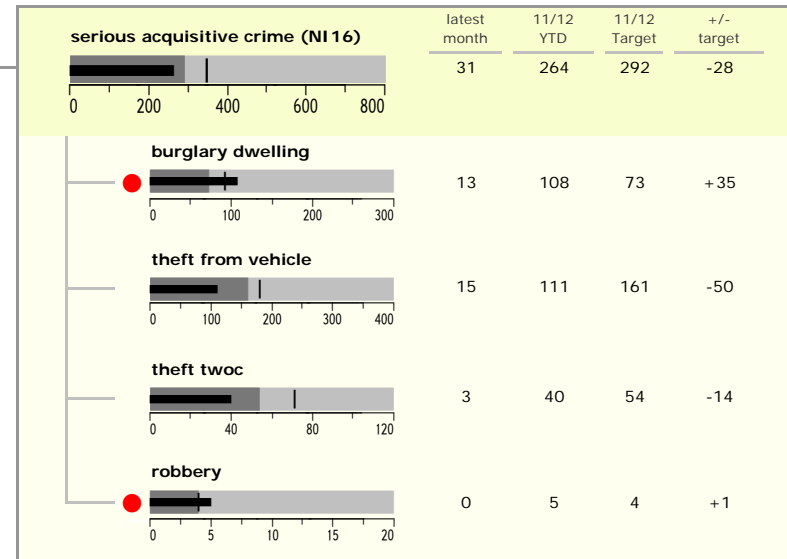 latest 11/12 11/12 +/-
serious acquisitive crime (NI16) month YTD Target target
31 264 292 -28
0 200 400 600 800
burglary dwelling
13 108 73 +35
0 100 200 300
theft from vehicle
15 111 161 -50
0 100 200 300 400
theft twoc
3 40 54 -14
0 40 80 120
robbery
0 5 4 +1
0 5 10 15 20